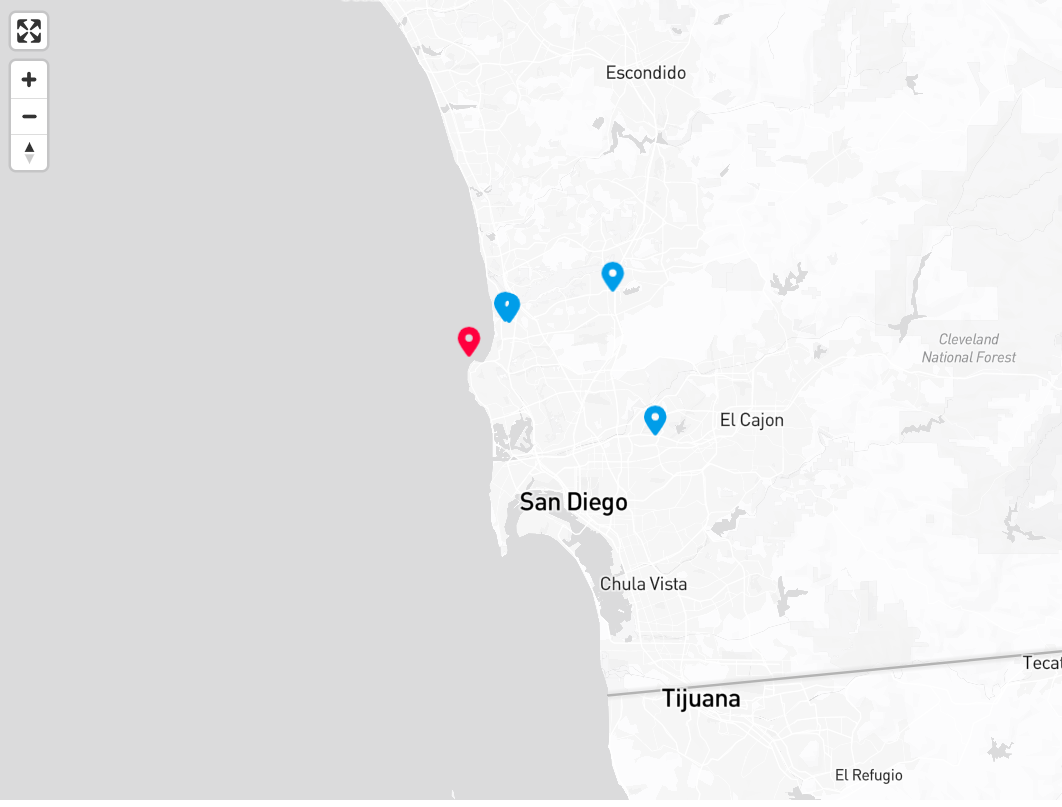 Escondido
Cleveland
National Forest
El Cajon
San Diego
Chula Vista
Tecat
Tijuana
El Refugio